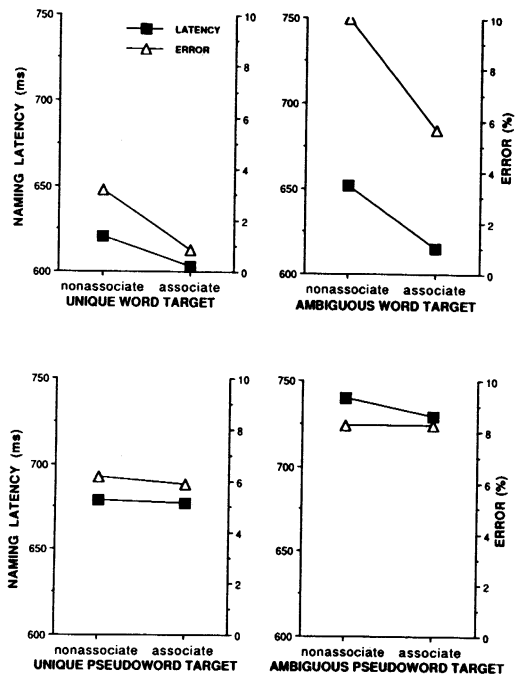 750
700
650
600
NAMING LATENCY (ms)
LATENCY
ERROR
10
8
6
4
2
0
nonassociate associate
UNIQUE WORD TARGET
750
700
650
600
10
8
6
4
2
0
ERROR (%)
nonassociate associate
AMBIGUOUS WORD TARGET
750
700
650
600
NAMING LATENCY (ms)
10
8
6
4
2
0
nonassociate associate
UNIQUE PSEUDOWORD TARGET
750
700
650
600
10
8
6
4
2
0
ERROR (%)
nonassociate associate
AMBIGUOUS PSEUDOWORD TARGET